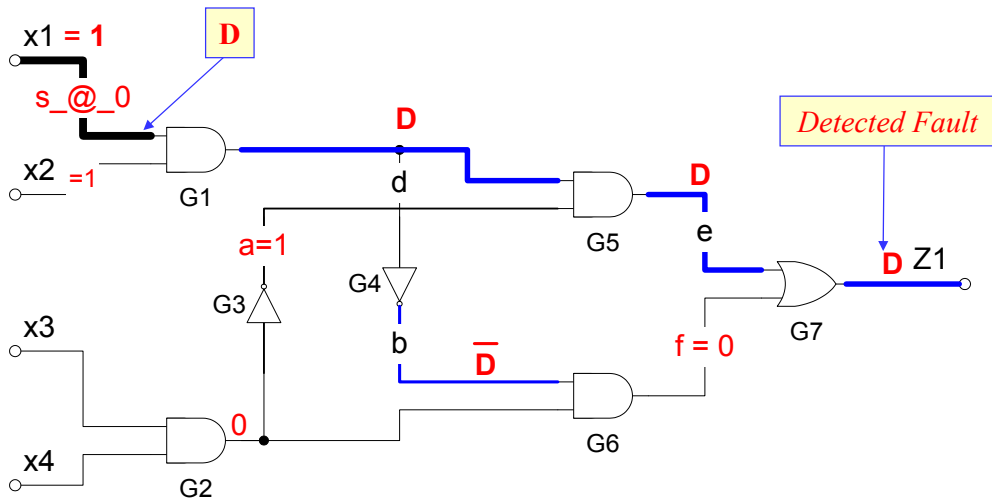 x1 = 1
D
s_@_0
D
Detected Fault
x2 =1
G1
d
D
G5
e
D Z1
a=1
G4
G3
G7
x3
b
D̅
f = 0
0
G6
x4
G2